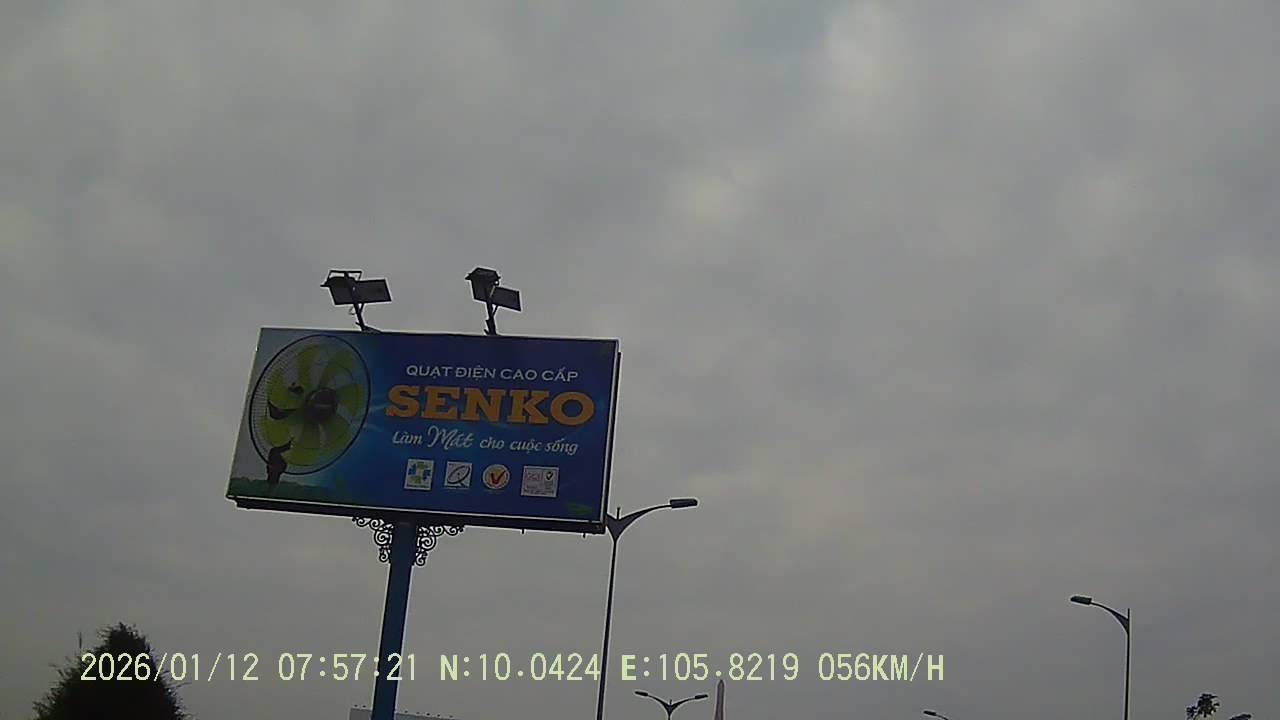 QUẠT ĐIỆN CAO CẤP
SENKO
Làm Mát cho cuộc sống
2026/01/12 07:57:21 N:10.0424 E:105.8219 056KM/H